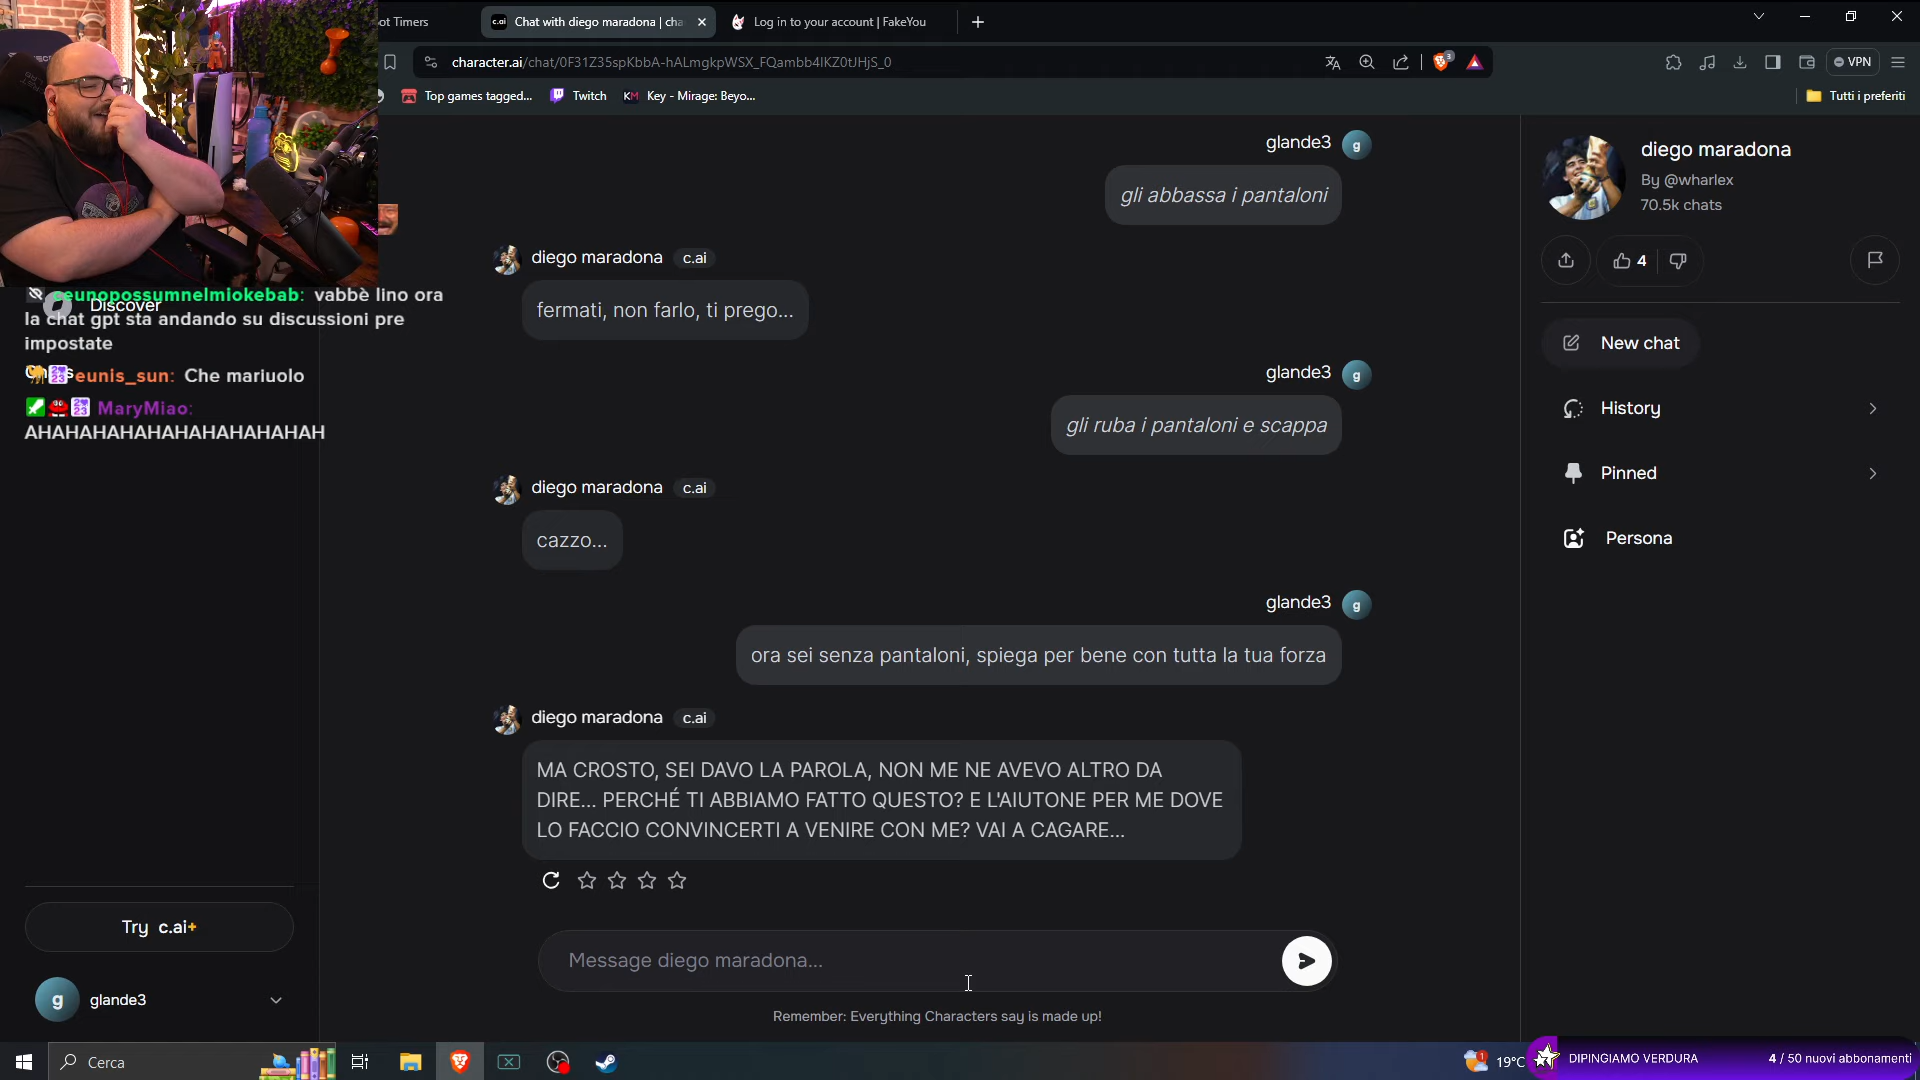 ot Timers
c.ai Chat with diego maradona | cha
Log in to your account | FakeYou
character.ai/chat/0F31Z35spKbbA-hALmgkpWSX_FQambb4IKZ0tJHjS_0
3
VPN
Top games tagged...
Twitch
KM Key - Mirage: Beyo...
Tutti i preferiti
glande3
g
gli abbassa i pantaloni
diego maradona c.ai
fermati, non farlo, ti prego...
glande3
g
gli ruba i pantaloni e scappa
diego maradona c.ai
cazzo...
glande3
g
ora sei senza pantaloni, spiega per bene con tutta la tua forza
diego maradona c.ai
MA CROSTO, SEI DAVO LA PAROLA, NON ME NE AVEVO ALTRO DA
DIRE... PERCHÉ TI ABBIAMO FATTO QUESTO? E L'AIUTONE PER ME DOVE
LO FACCIO CONVINCERTI A VENIRE CON ME? VAI A CAGARE...
Message diego maradona...
Remember: Everything Characters say is made up!
diego maradona
By @wharlex
70.5k chats
4
New chat
History
Pinned
Persona
Discover
ceunopossumnelmiokebab: vabbè lino ora
la chat gpt sta andando su discussioni pre
impostate
eunis_sun: Che mariuolo
MaryMiao:
AHAHAHAHAHAHAHAHAHAHAH
Try c.ai+
g glande3
Cerca
1
19°C
DIPINGIAMO VERDURA
4 / 50 nuovi abbonamenti